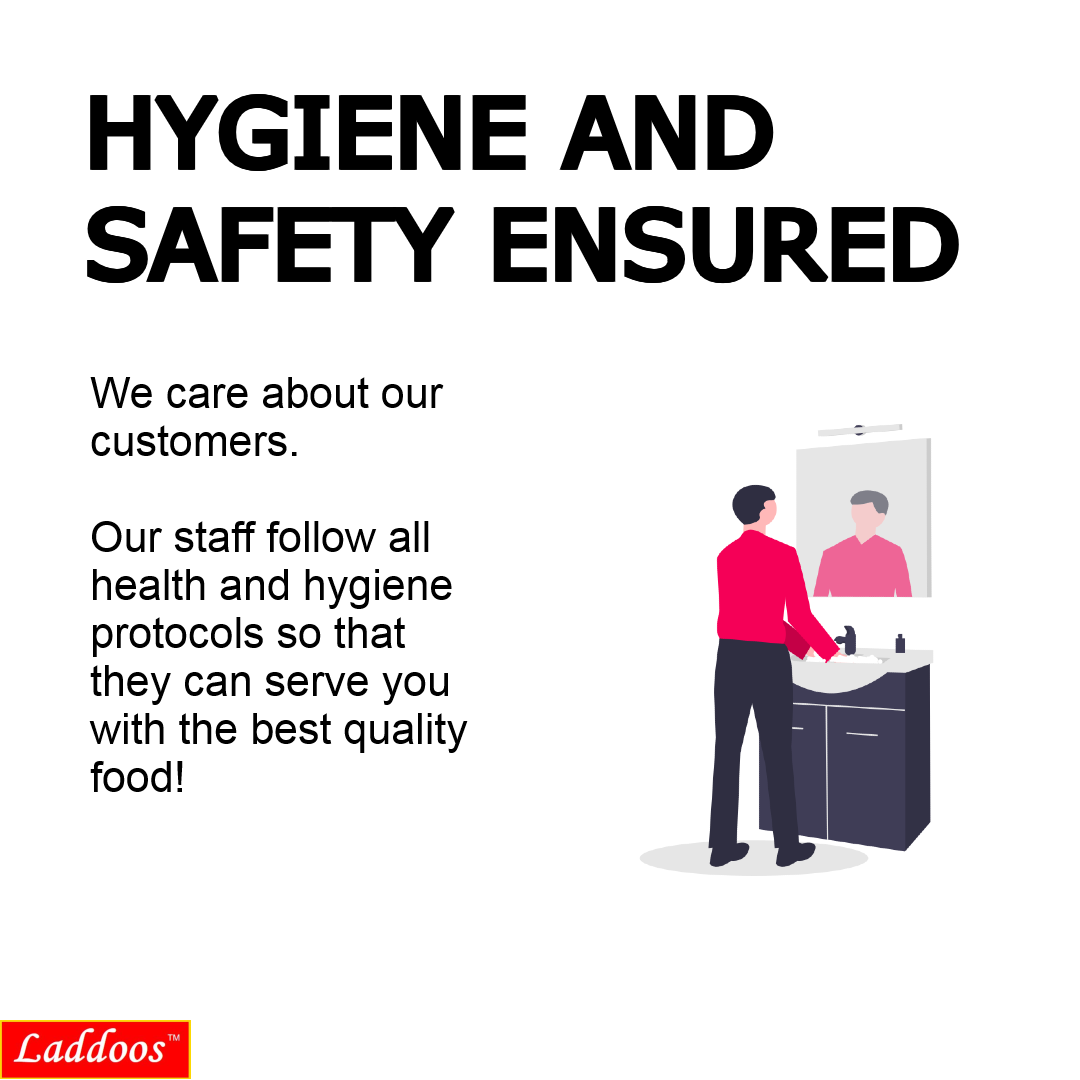 HYGIENE AND
SAFETY ENSURED
We care about our
customers.
Our staff follow all
health and hygiene
protocols so that
they can serve you
with the best quality
food!
Laddoos™